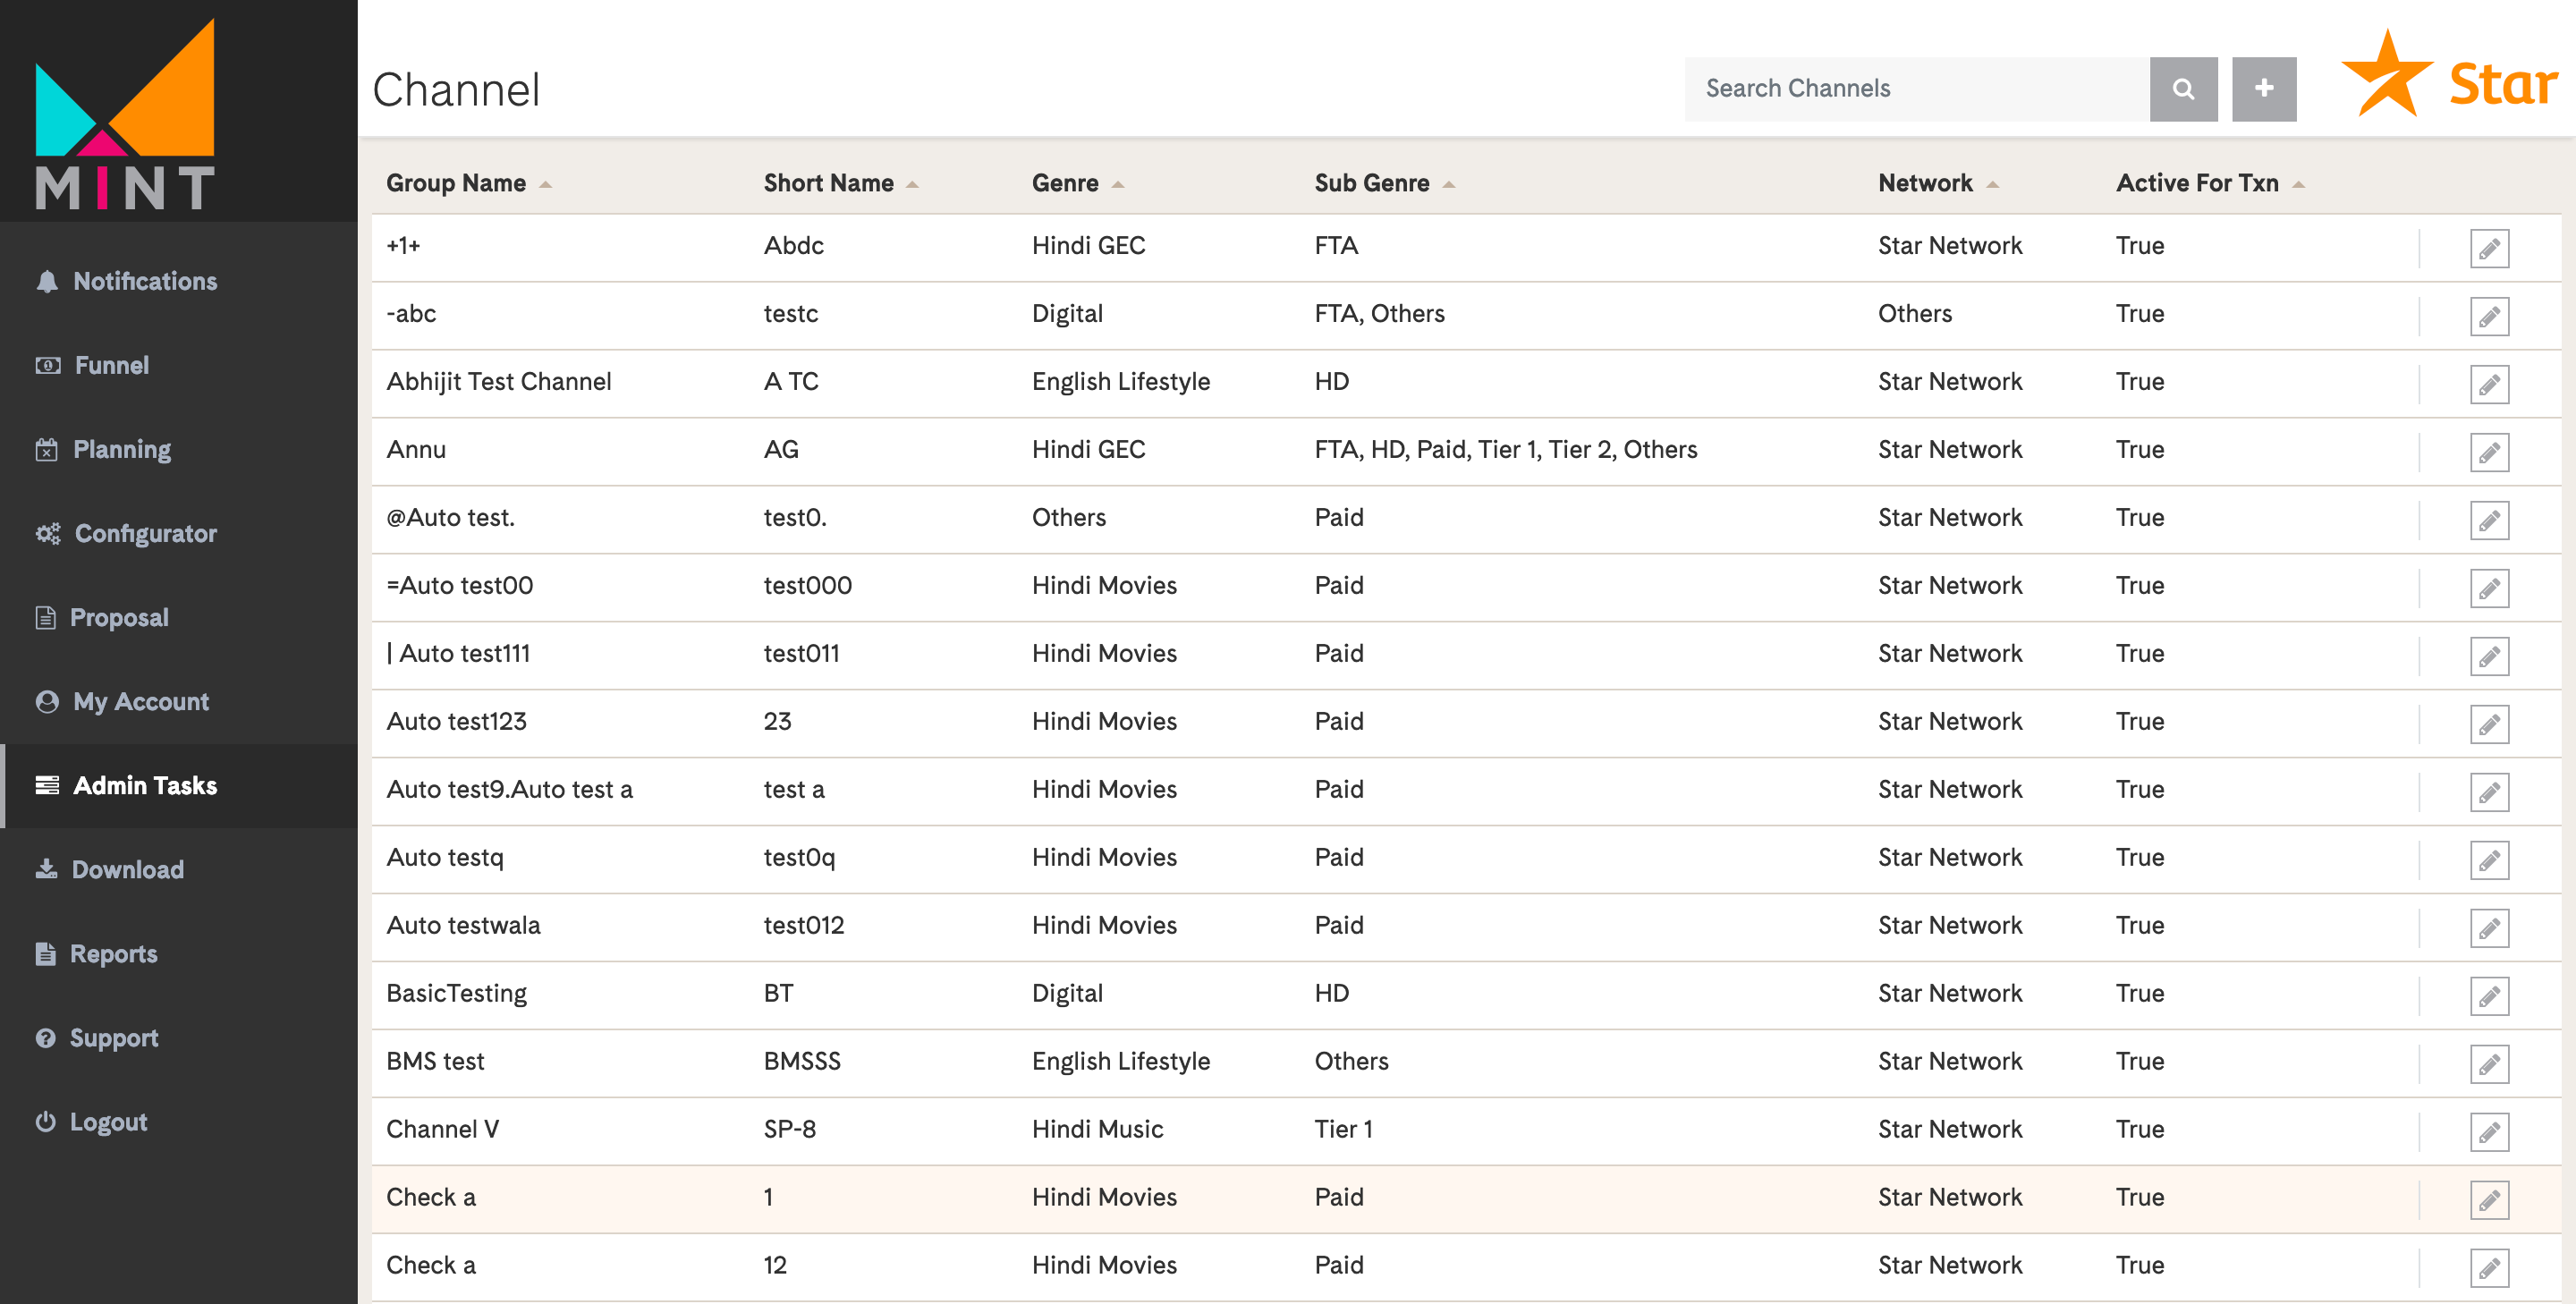 MINT
Notifications
Funnel
Planning
Configurator
Proposal
My Account
Admin Tasks
Download
Reports
Support
Logout
Channel
Search Channels
Star
Group Name Short Name Genre Sub Genre Network Active For Txn
+1+ Abdc Hindi GEC FTA Star Network True
-abc testc Digital FTA, Others Others True
Abhijit Test Channel A TC English Lifestyle HD Star Network True
Annu AG Hindi GEC FTA, HD, Paid, Tier 1, Tier 2, Others Star Network True
@Auto test. test0. Others Paid Star Network True
=Auto test00 test000 Hindi Movies Paid Star Network True
| Auto test111 test011 Hindi Movies Paid Star Network True
Auto test123 23 Hindi Movies Paid Star Network True
Auto test9.Auto test a test a Hindi Movies Paid Star Network True
Auto testq test0q Hindi Movies Paid Star Network True
Auto testwala test012 Hindi Movies Paid Star Network True
BasicTesting BT Digital HD Star Network True
BMS test BMSSS English Lifestyle Others Star Network True
Channel V SP-8 Hindi Music Tier 1 Star Network True
Check a 1 Hindi Movies Paid Star Network True
Check a 12 Hindi Movies Paid Star Network True